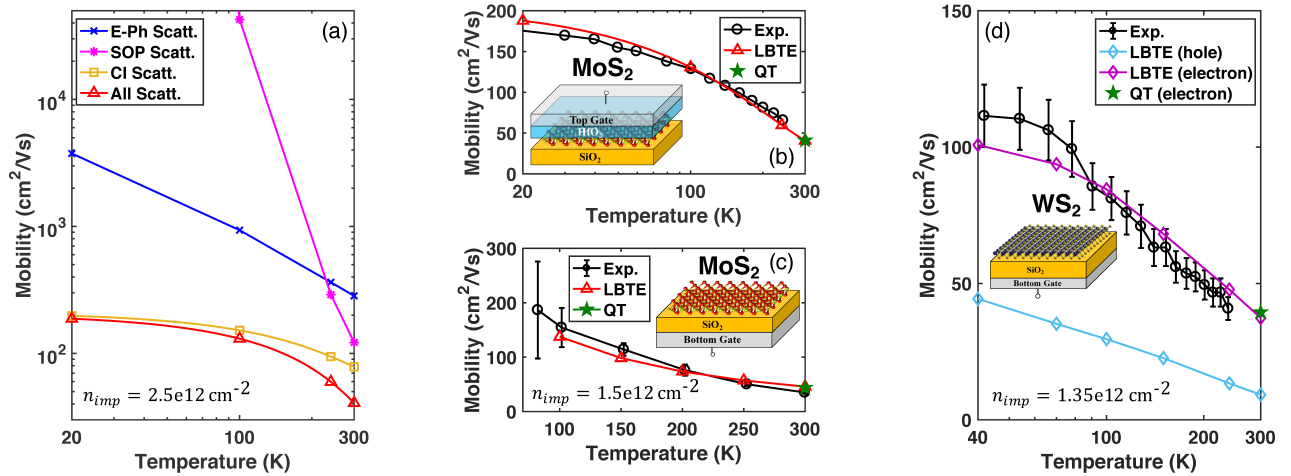 (a)
E-Ph Scatt.
SOP Scatt.
CI Scatt.
All Scatt.
10^4
10^3
10^2
Mobility (cm^2/Vs)
n_imp = 2.5e12 cm^-2
20
100
300
Temperature (K)
200
150
100
50
0
Mobility (cm^2/Vs)
MoS_2
Exp.
LBTE
QT
Top Gate
HfO_2
SiO_2
(b)
20
100
300
Temperature (K)
300
200
100
0
Mobility (cm^2/Vs)
Exp.
LBTE
QT
MoS_2
(c)
SiO_2
Bottom Gate
n_imp = 1.5e12 cm^-2
100
150
200
250
300
Temperature (K)
150
100
50
0
Mobility (cm^2/Vs)
(d)
Exp.
LBTE (hole)
LBTE (electron)
QT (electron)
WS_2
SiO_2
Bottom Gate
n_imp = 1.35e12 cm^-2
40
100
200
300
Temperature (K)